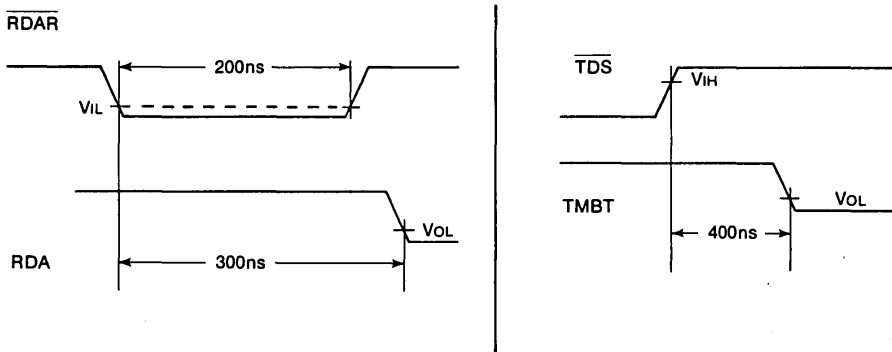 RDAR
200ns
VIL
VOL
RDA
300ns
TDS
VIH
TMBT
VOL
400ns